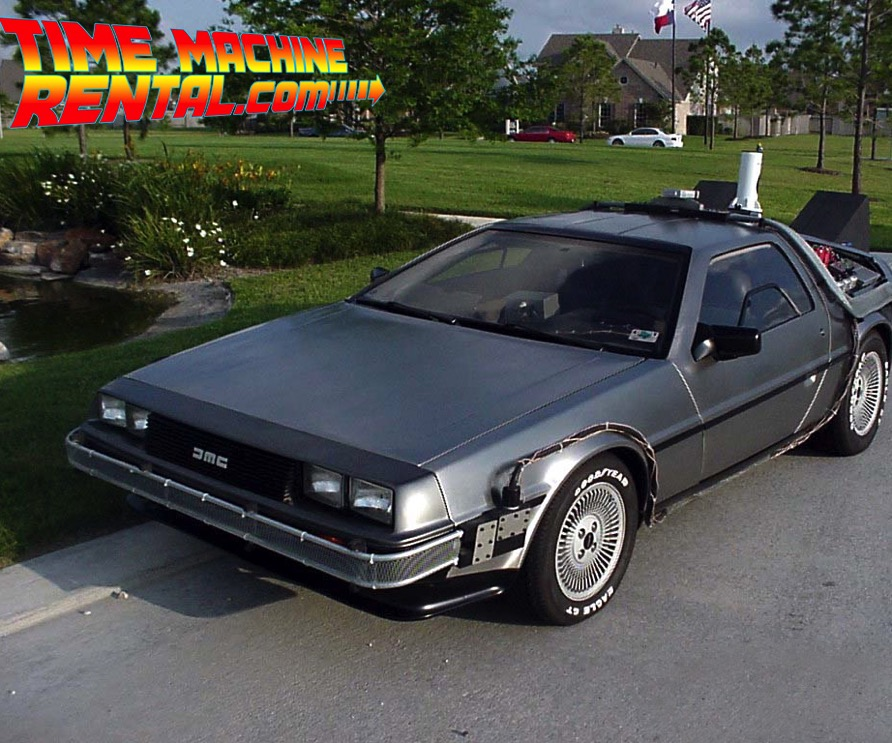 TIME MACHINE
RENTAL.COM
DMC
GOODYEAR
EAGLE GT